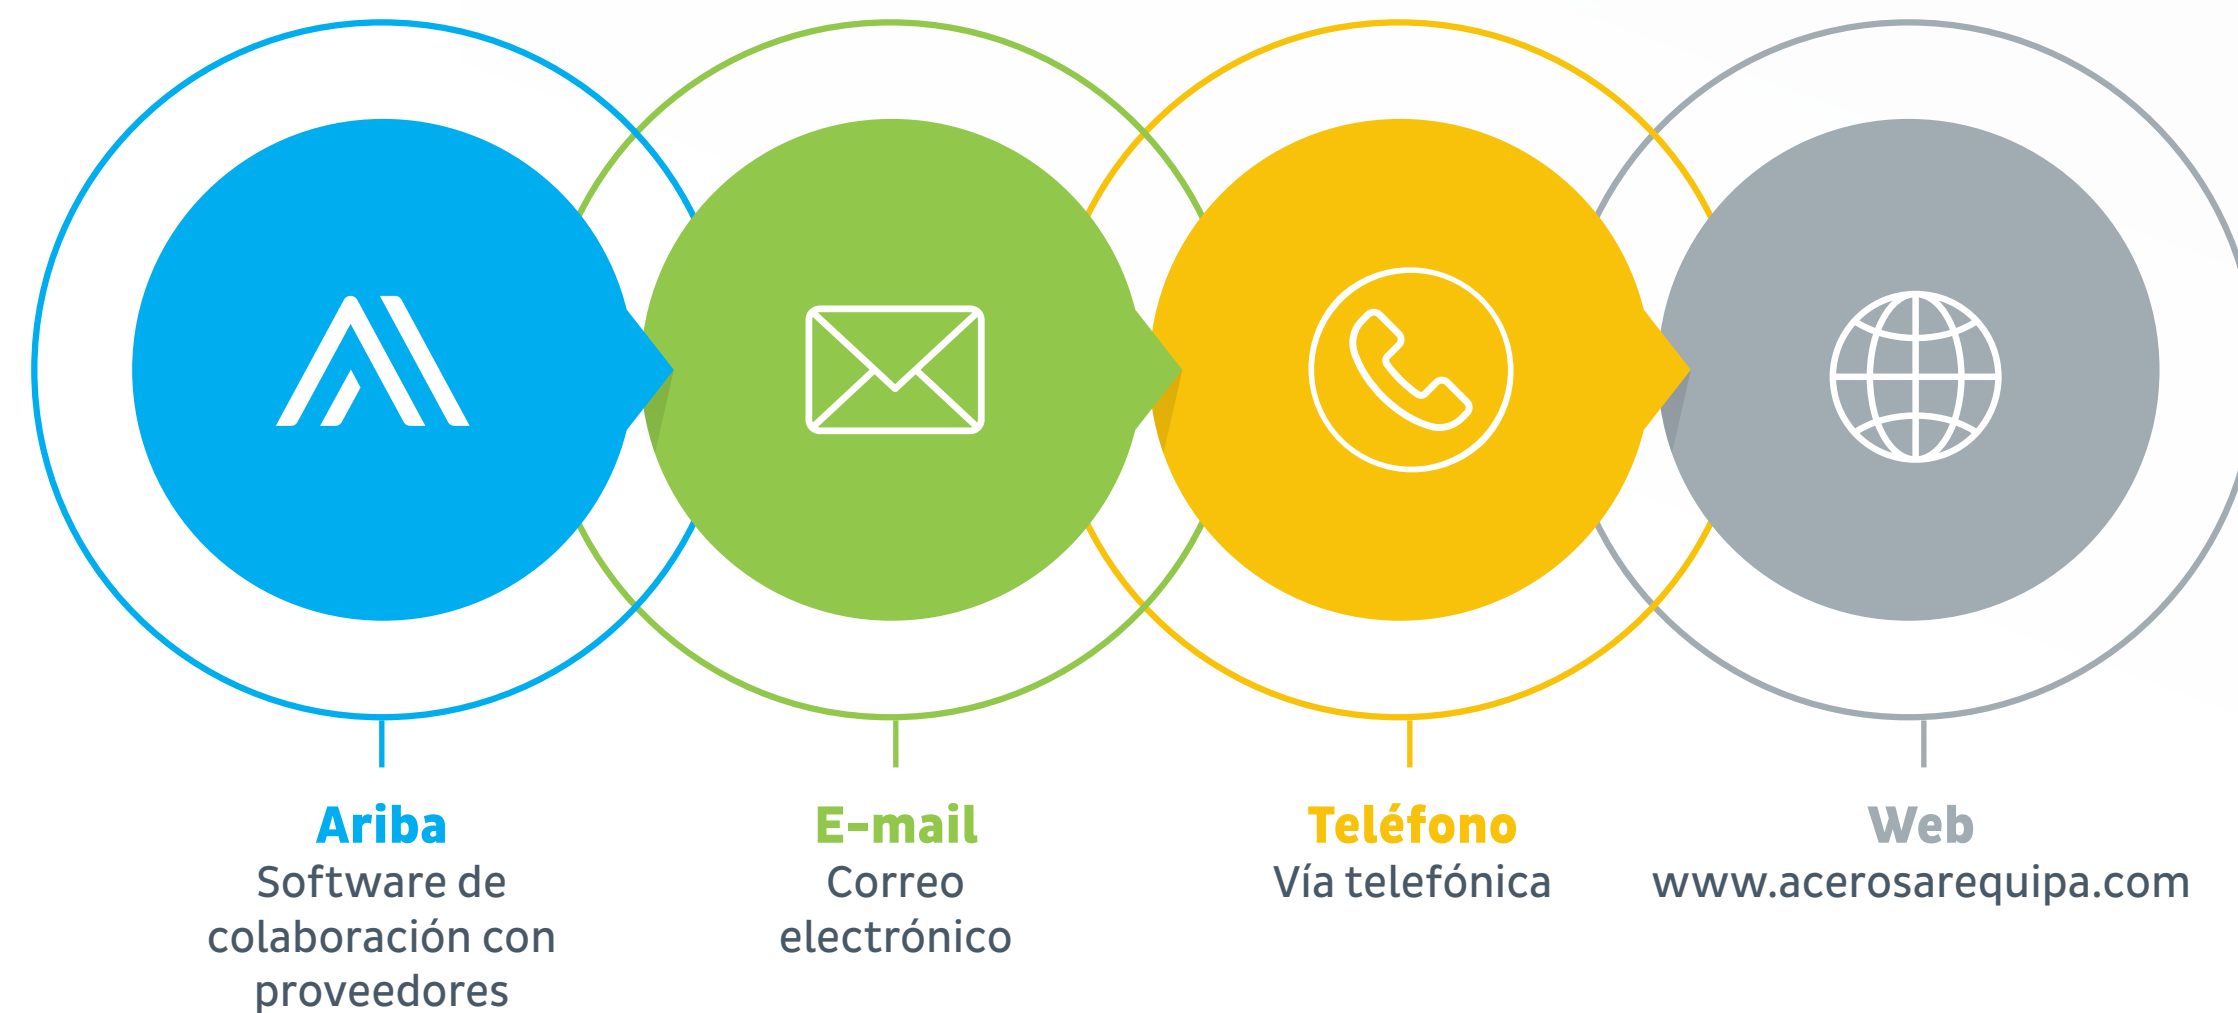 Ariba
Software de
colaboración con
proveedores
E-mail
Correo
electrónico
Teléfono
Vía telefónica
Web
www.acerosarequipa.com